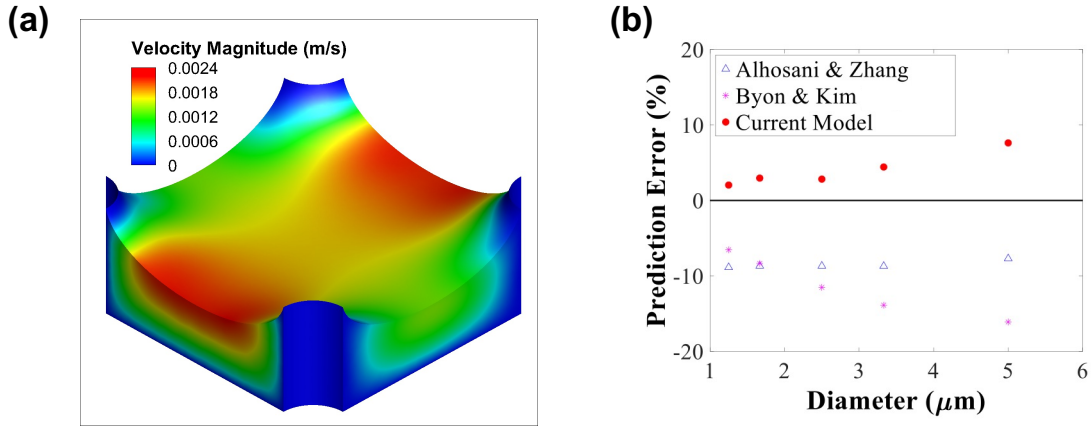 (a)
Velocity Magnitude (m/s)
0.0024
0.0018
0.0012
0.0006
0
(b)
20
10
0
-10
-20
Prediction Error (%)
Alhosani & Zhang
Byon & Kim
Current Model
1 2 3 4 5 6
Diameter (μm)